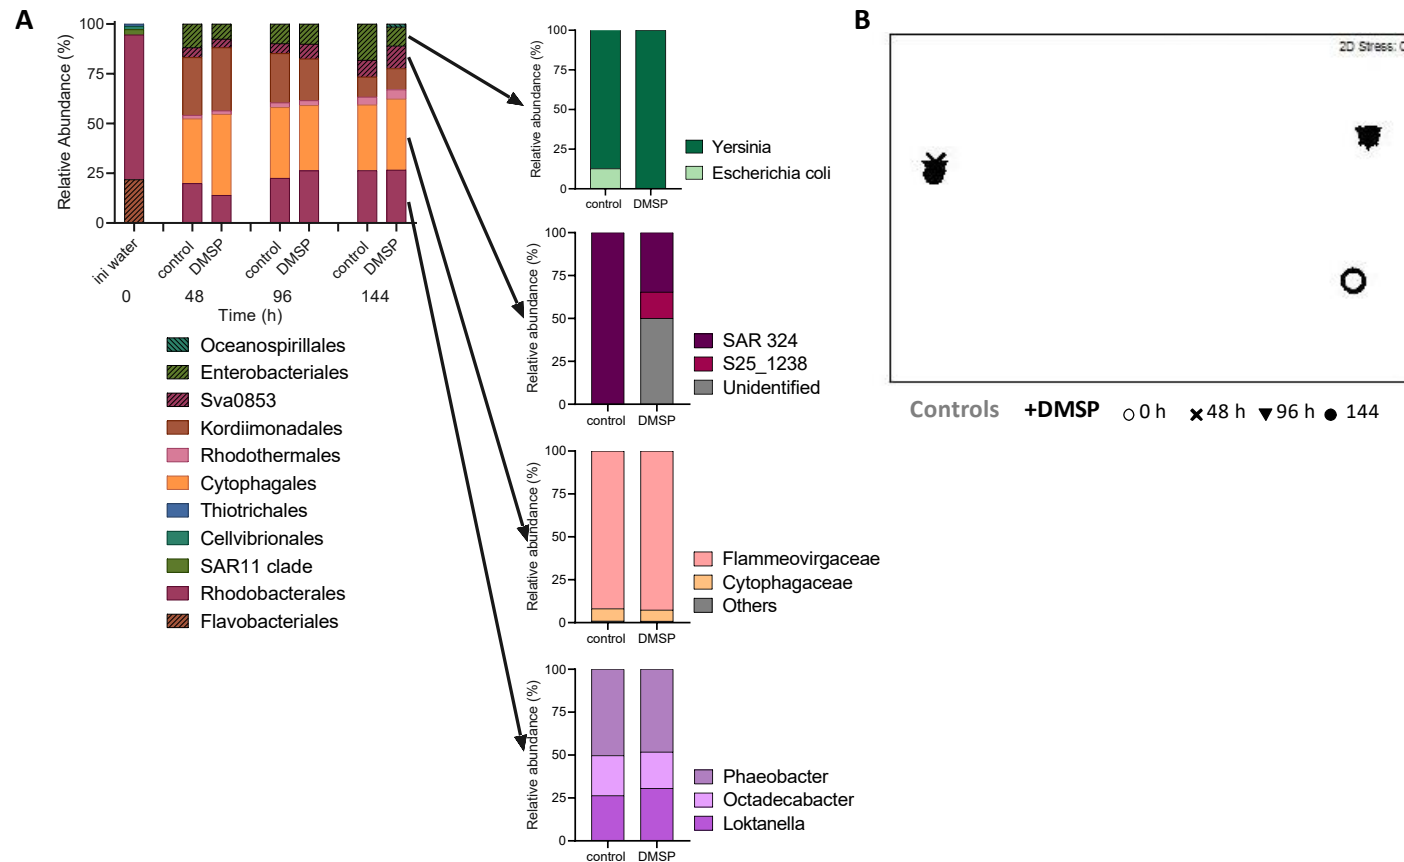 A
B
Relative Abundance (%)
100
75
50
25
0
ini water
control
DMSP
control
DMSP
control
DMSP
0
48
96
144
Time (h)
Oceanospirillales
Enterobacteriales
Sva0853
Kordiimonadales
Rhodothermales
Cytophagales
Thiotrichales
Cellvibrionales
SAR11 clade
Rhodobacterales
Flavobacteriales
Relative abundance (%)
100
75
50
25
0
control
DMSP
Yersinia
Escherichia coli
Relative abundance (%)
100
75
50
25
0
control
DMSP
SAR 324
S25_1238
Unidentified
Relative abundance (%)
100
75
50
25
0
control
DMSP
Flammeovirgaceae
Cytophagaceae
Others
Relative abundance (%)
100
75
50
25
0
control
DMSP
Phaeobacter
Octadecabacter
Loktanella
2D Stress: 0
Controls +DMSP 0 h 48 h 96 h 144